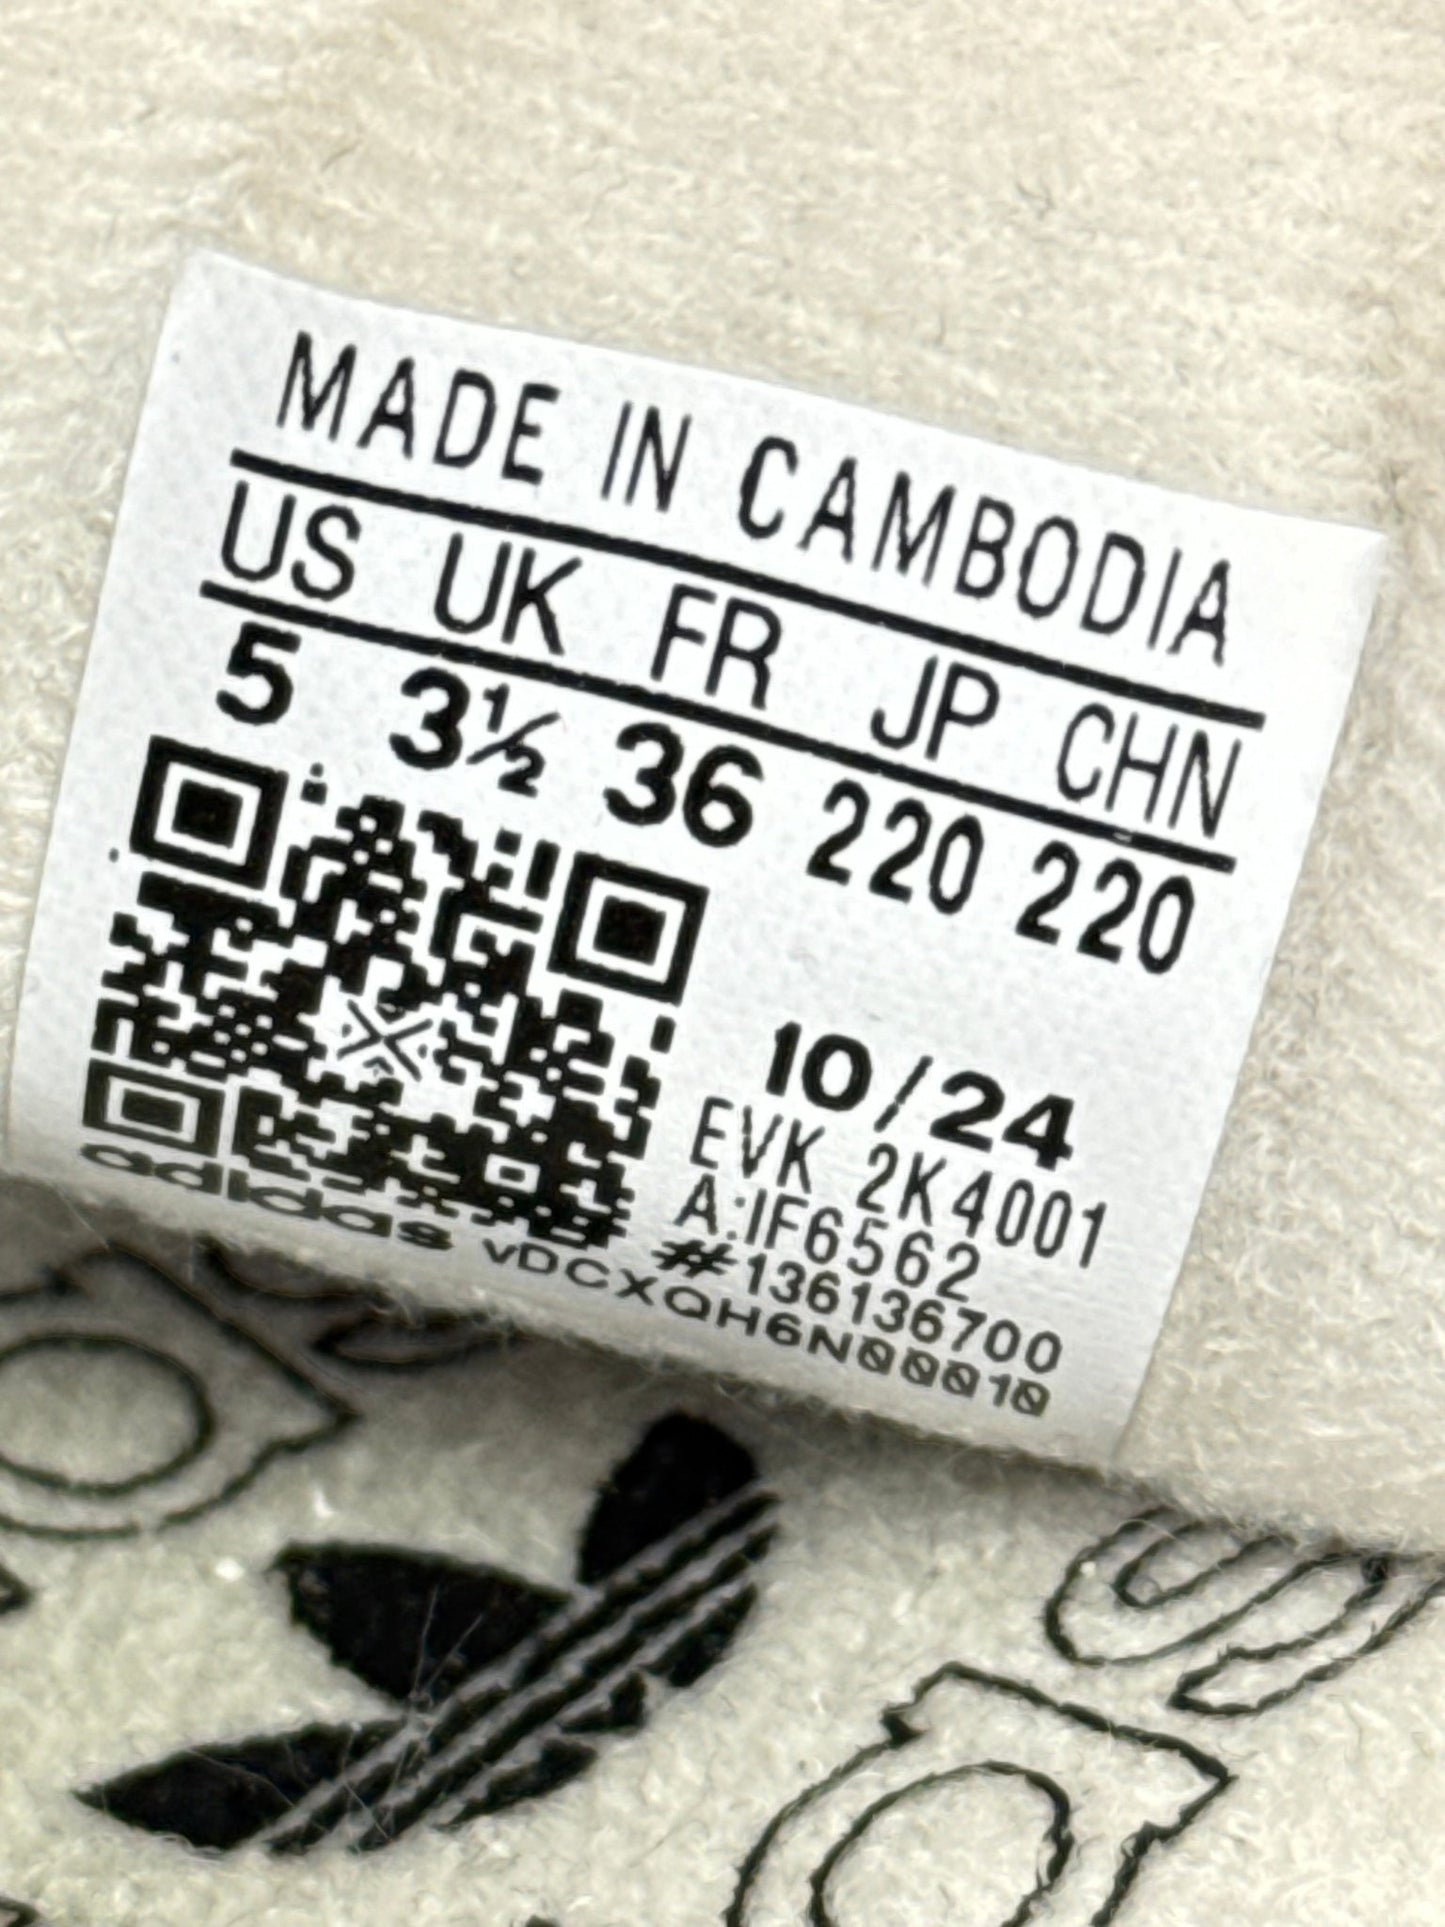 MADE IN CAMBODIA
US UK FR JP CHN
5 3½ 36 220 220
10/24
EVK 2K4001
A:IF6562
#136136700
adidas vDCXQH6N00010